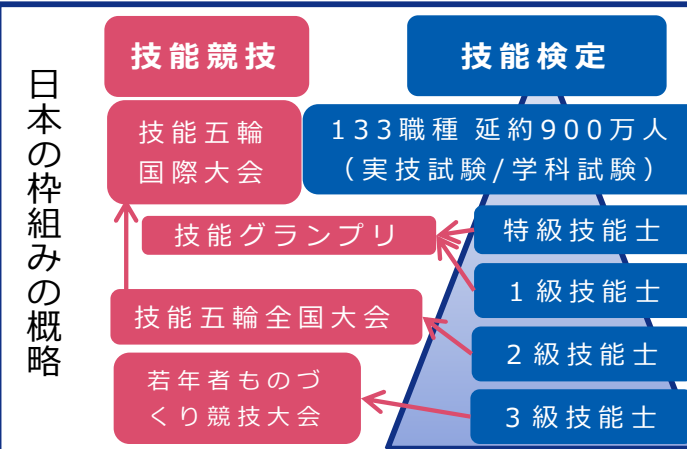 日本の枠組みの概略
技能競技
技能検定
技能五輪
国際大会
133職種 延約900万人
（実技試験/学科試験）
技能グランプリ
特級技能士
1級技能士
技能五輪全国大会
2級技能士
若年者ものづ
くり競技大会
3級技能士